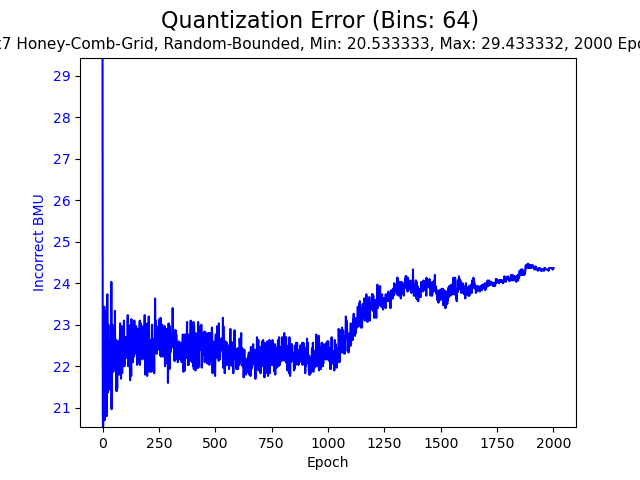 Quantization Error (Bins: 64)
7 Honey-Comb-Grid, Random-Bounded, Min: 20.533333, Max: 29.433332, 2000
29
28
27
26
25
24
23
22
21
Incorrect BMU
0 250 500 750 1000 1250 1500 1750 2000
Epoch